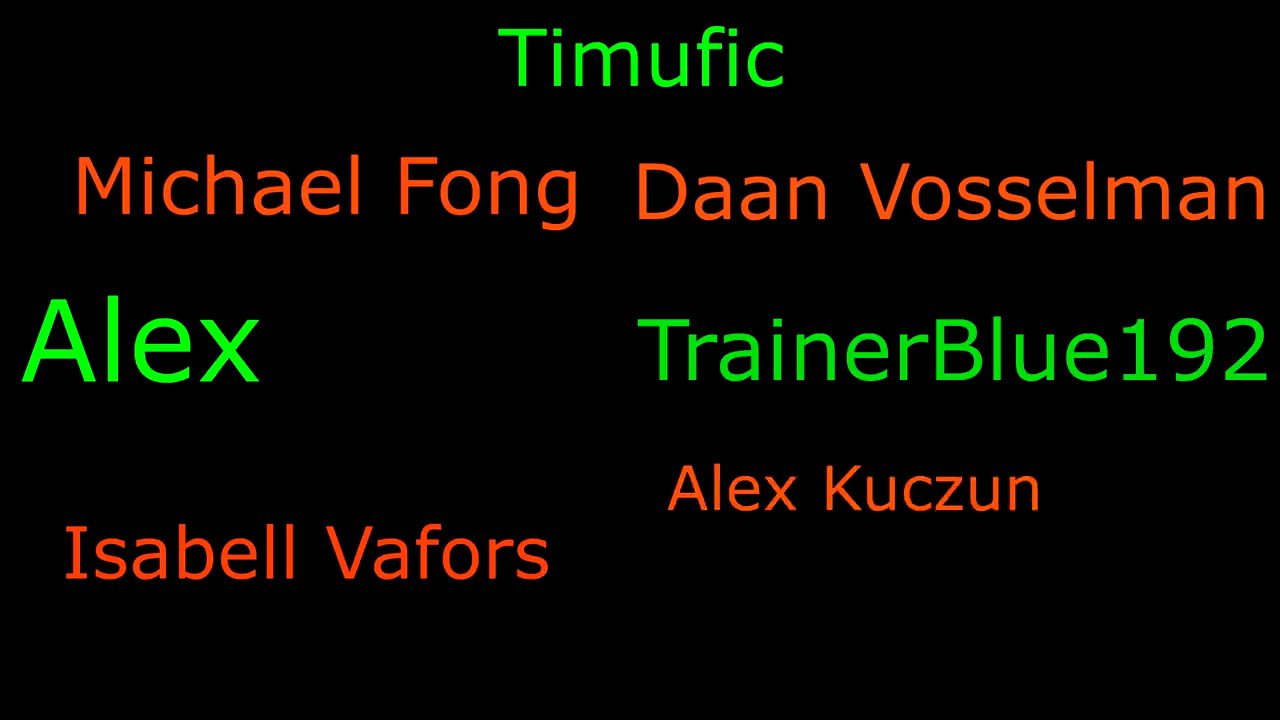 Timufic
Michael Fong
Daan Vosselman
Alex
TrainerBlue192
Alex Kuczun
Isabell Vafors